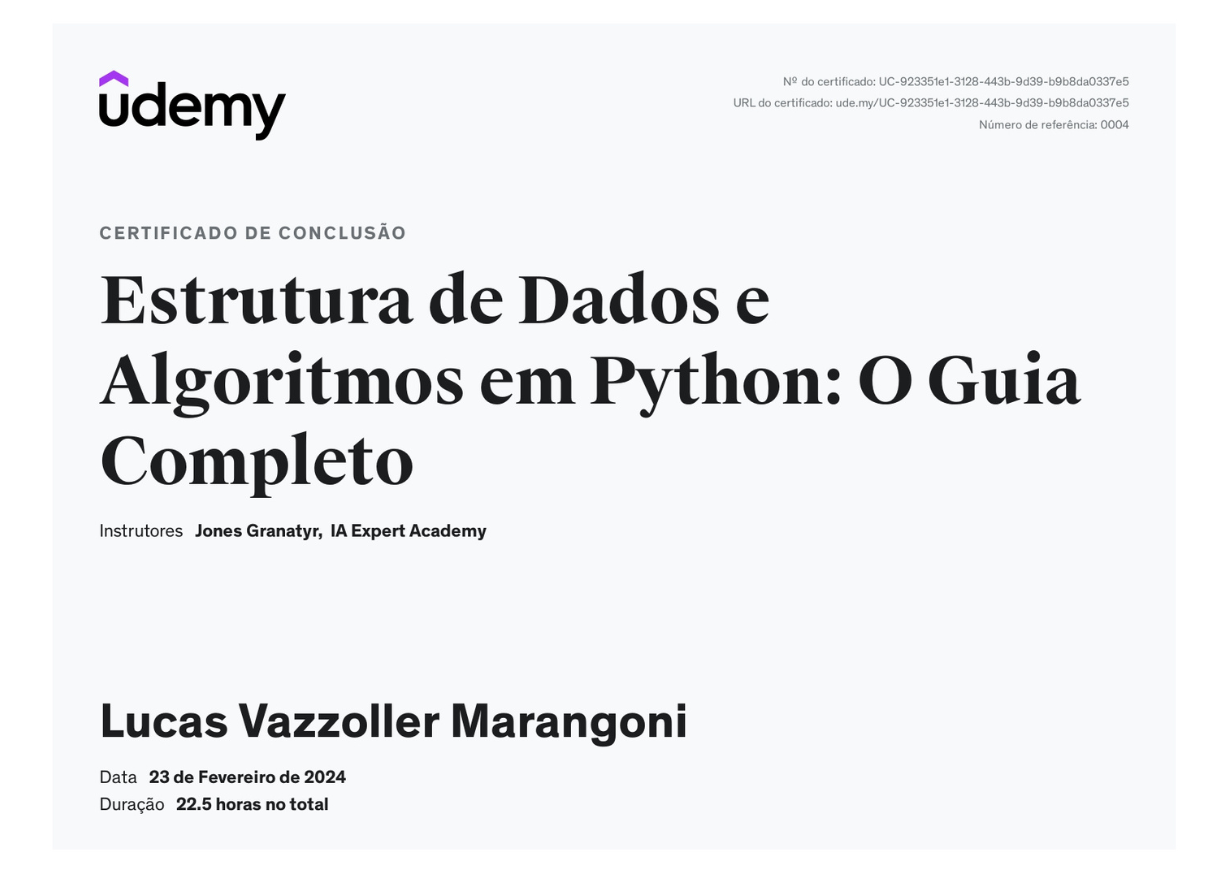 udemy
Nº do certificado: UC-923351e1-3128-443b-9d39-b9b8da0337e5
URL do certificado: ude.my/UC-923351e1-3128-443b-9d39-b9b8da0337e5
Número de referência: 0004
CERTIFICADO DE CONCLUSÃO
Estrutura de Dados e
Algoritmos em Python: O Guia
Completo
Instrutores Jones Granatyr, IA Expert Academy
Lucas Vazzoller Marangoni
Data 23 de Fevereiro de 2024
Duração 22.5 horas no total